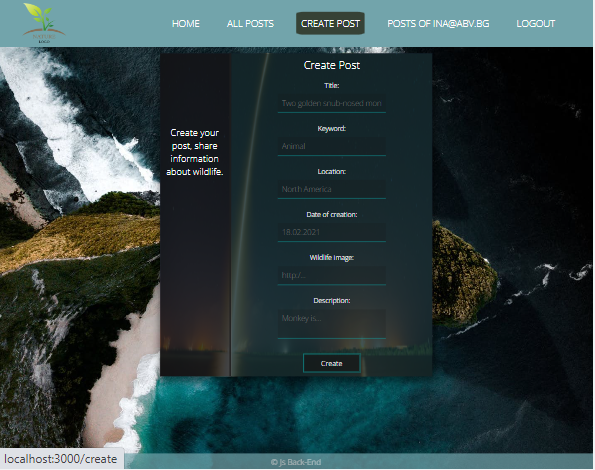 HOME
ALL POSTS
CREATE POST
POSTS OF INA@ABV.BG
LOGOUT
Create your
post, share
information
about wildlife.
Create Post
Title:
Two golden snub-nosed mon
Keyword:
Animal
Location:
North America
Date of creation:
18.02.2021
Wildlife image:
http:/...
Description:
Monkey is...
Create
© Js Back-End
localhost:3000/create